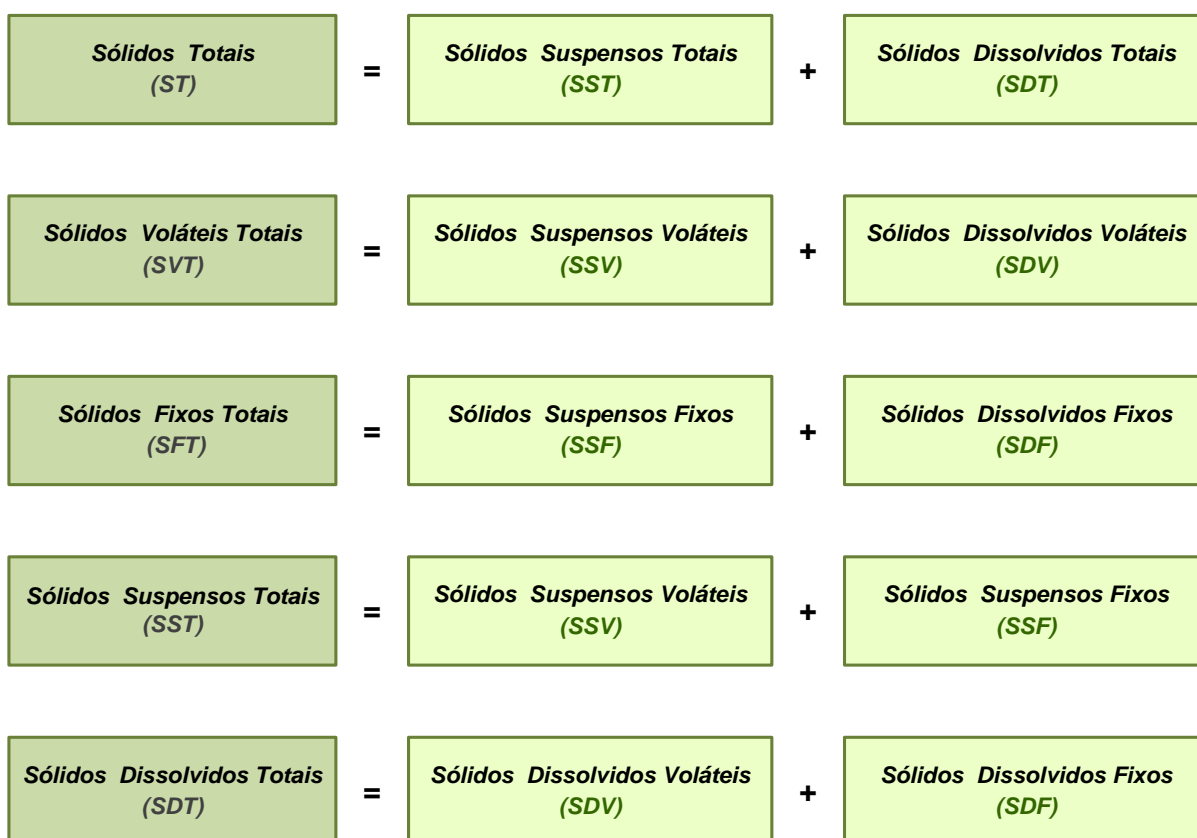 Sólidos Totais = Sólidos Suspensos Totais + Sólidos Dissolvidos Totais
(ST) (SST) (SDT)
Sólidos Voláteis Totais = Sólidos Suspensos Voláteis + Sólidos Dissolvidos Voláteis
(SVT) (SSV) (SDV)
Sólidos Fixos Totais = Sólidos Suspensos Fixos + Sólidos Dissolvidos Fixos
(SFT) (SSF) (SDF)
Sólidos Suspensos Totais = Sólidos Suspensos Voláteis + Sólidos Suspensos Fixos
(SST) (SSV) (SSF)
Sólidos Dissolvidos Totais = Sólidos Dissolvidos Voláteis + Sólidos Dissolvidos Fixos
(SDT) (SDV) (SDF)